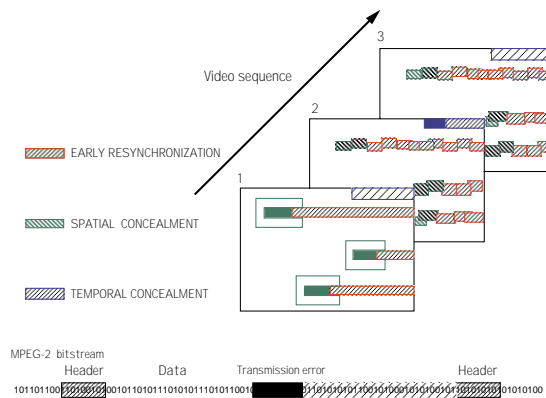 3
Video sequence
2
EARLY RESYNCHRONIZATION
1
SPATIAL CONCEALMENT
TEMPORAL CONCEALMENT
MPEG-2 bitstream
Header Data Transmission error Header